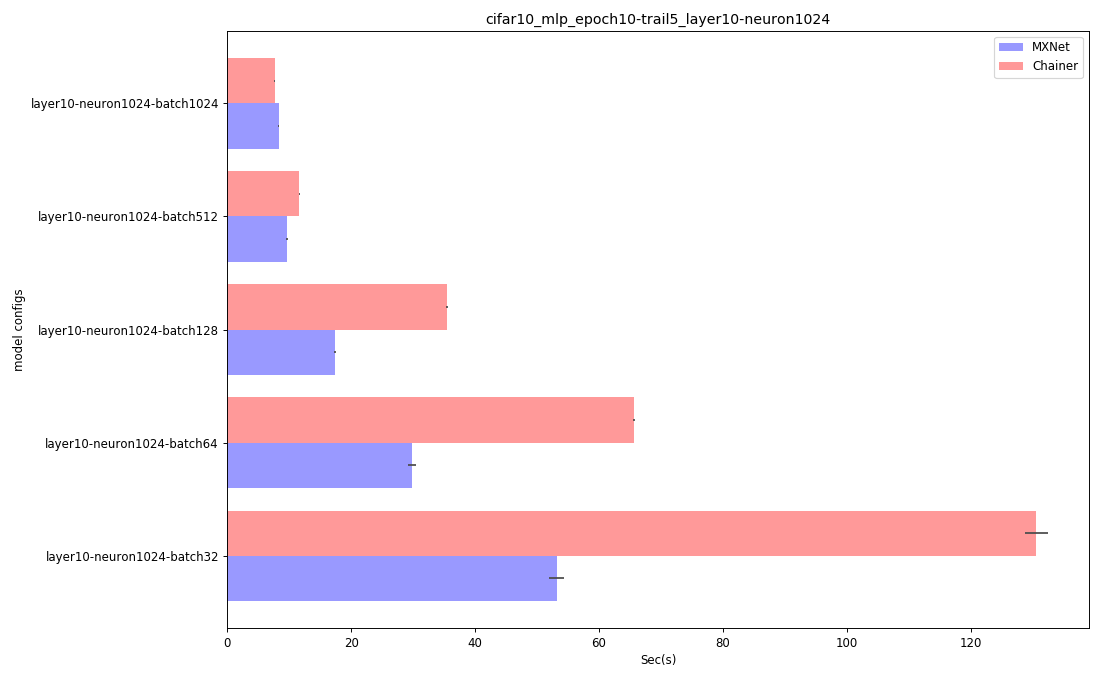 cifar10_mlp_epoch10-trail5_layer10-neuron1024
MXNet
Chainer
layer10-neuron1024-batch1024
layer10-neuron1024-batch512
layer10-neuron1024-batch128
layer10-neuron1024-batch64
layer10-neuron1024-batch32
model configs
0 20 40 60 80 100 120
Sec(s)